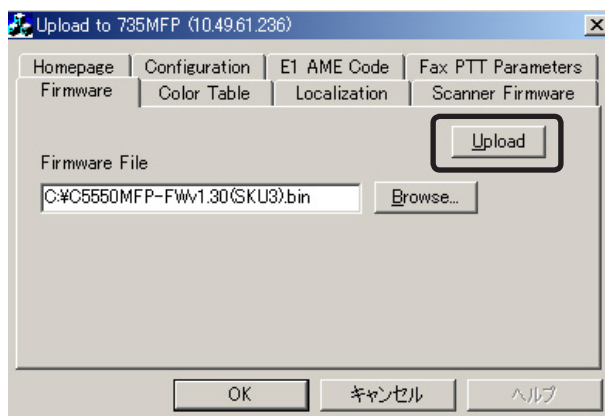 Upload to 735MFP (10.49.61.236)
Homepage Configuration E1 AME Code Fax PTT Parameters
Firmware Color Table Localization Scanner Firmware
Upload
Firmware File
C:¥C5550MFP-FWv1.30(SKU3).bin Browse...
OK キャンセル ヘルプ